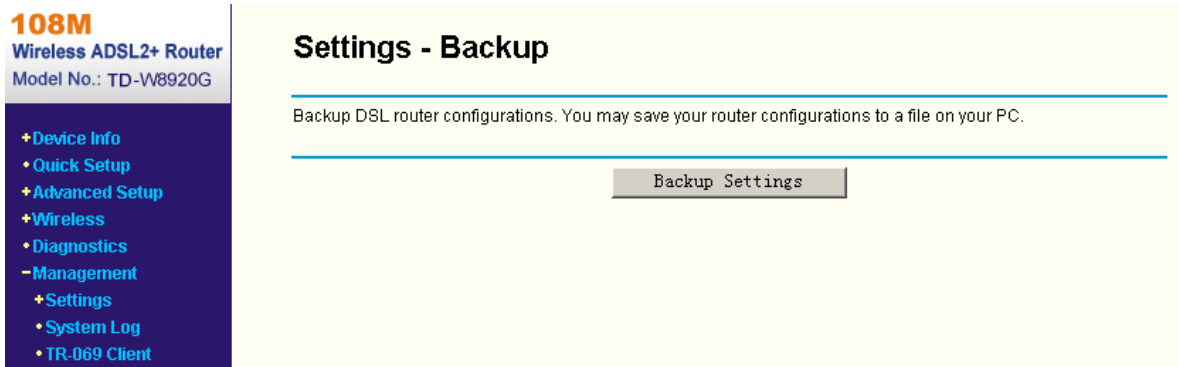 108M
Wireless ADSL2+ Router
Model No.: TD-W8920G
+Device Info
•Quick Setup
+Advanced Setup
+Wireless
•Diagnostics
-Management
+Settings
•System Log
•TR-069 Client
Settings - Backup
Backup DSL router configurations. You may save your router configurations to a file on your PC.
Backup Settings